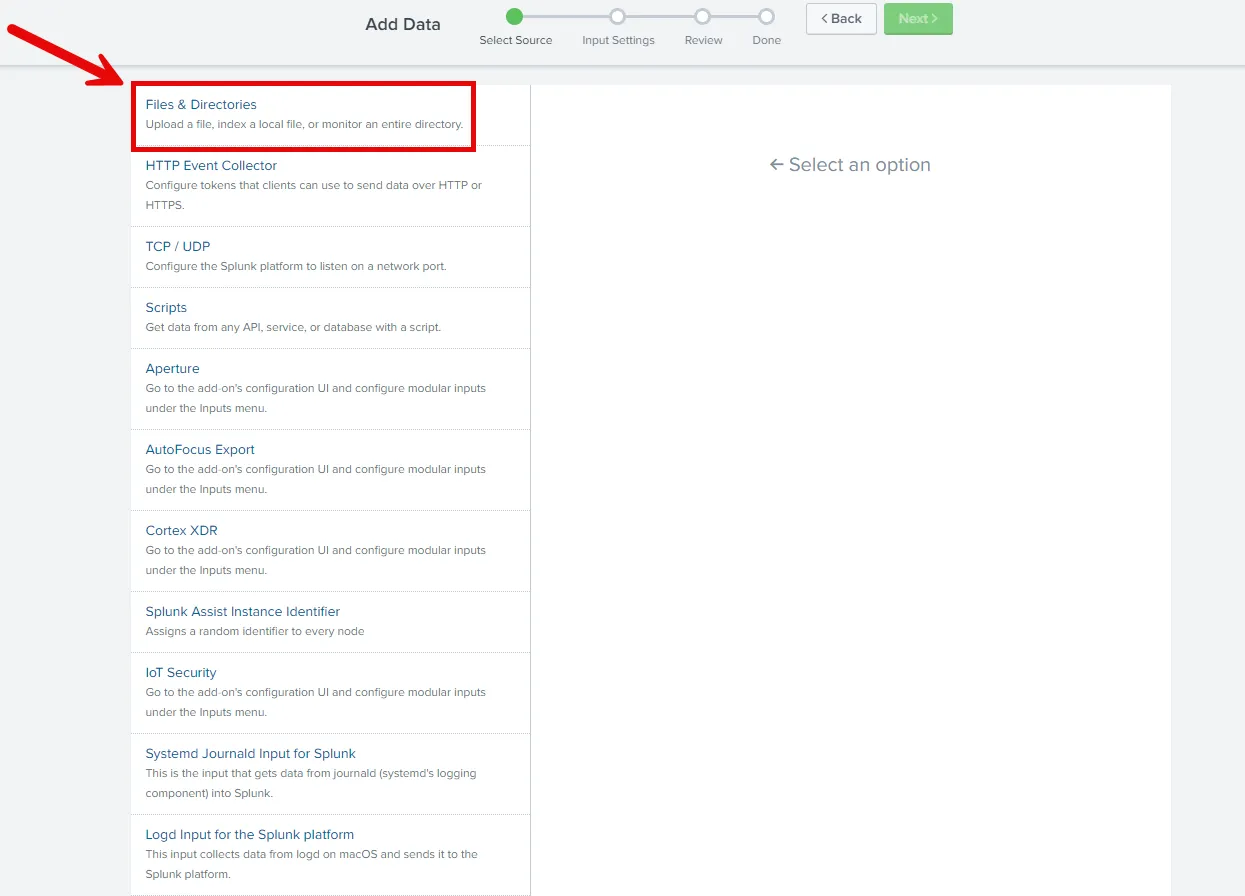 Add Data
Select Source
Input Settings
Review
Done
< Back
Next >
Files & Directories
Upload a file, index a local file, or monitor an entire directory.
HTTP Event Collector
Configure tokens that clients can use to send data over HTTP or
HTTPS.
TCP / UDP
Configure the Splunk platform to listen on a network port.
Scripts
Get data from any API, service, or database with a script.
Aperture
Go to the add-on's configuration UI and configure modular inputs
under the Inputs menu.
AutoFocus Export
Go to the add-on's configuration UI and configure modular inputs
under the Inputs menu.
Cortex XDR
Go to the add-on's configuration UI and configure modular inputs
under the Inputs menu.
Splunk Assist Instance Identifier
Assigns a random identifier to every node
IoT Security
Go to the add-on's configuration UI and configure modular inputs
under the Inputs menu.
Systemd Journald Input for Splunk
This is the input that gets data from journald (systemd's logging
component) into Splunk.
Logd Input for the Splunk platform
This input collects data from logd on macOS and sends it to the
Splunk platform.
← Select an option